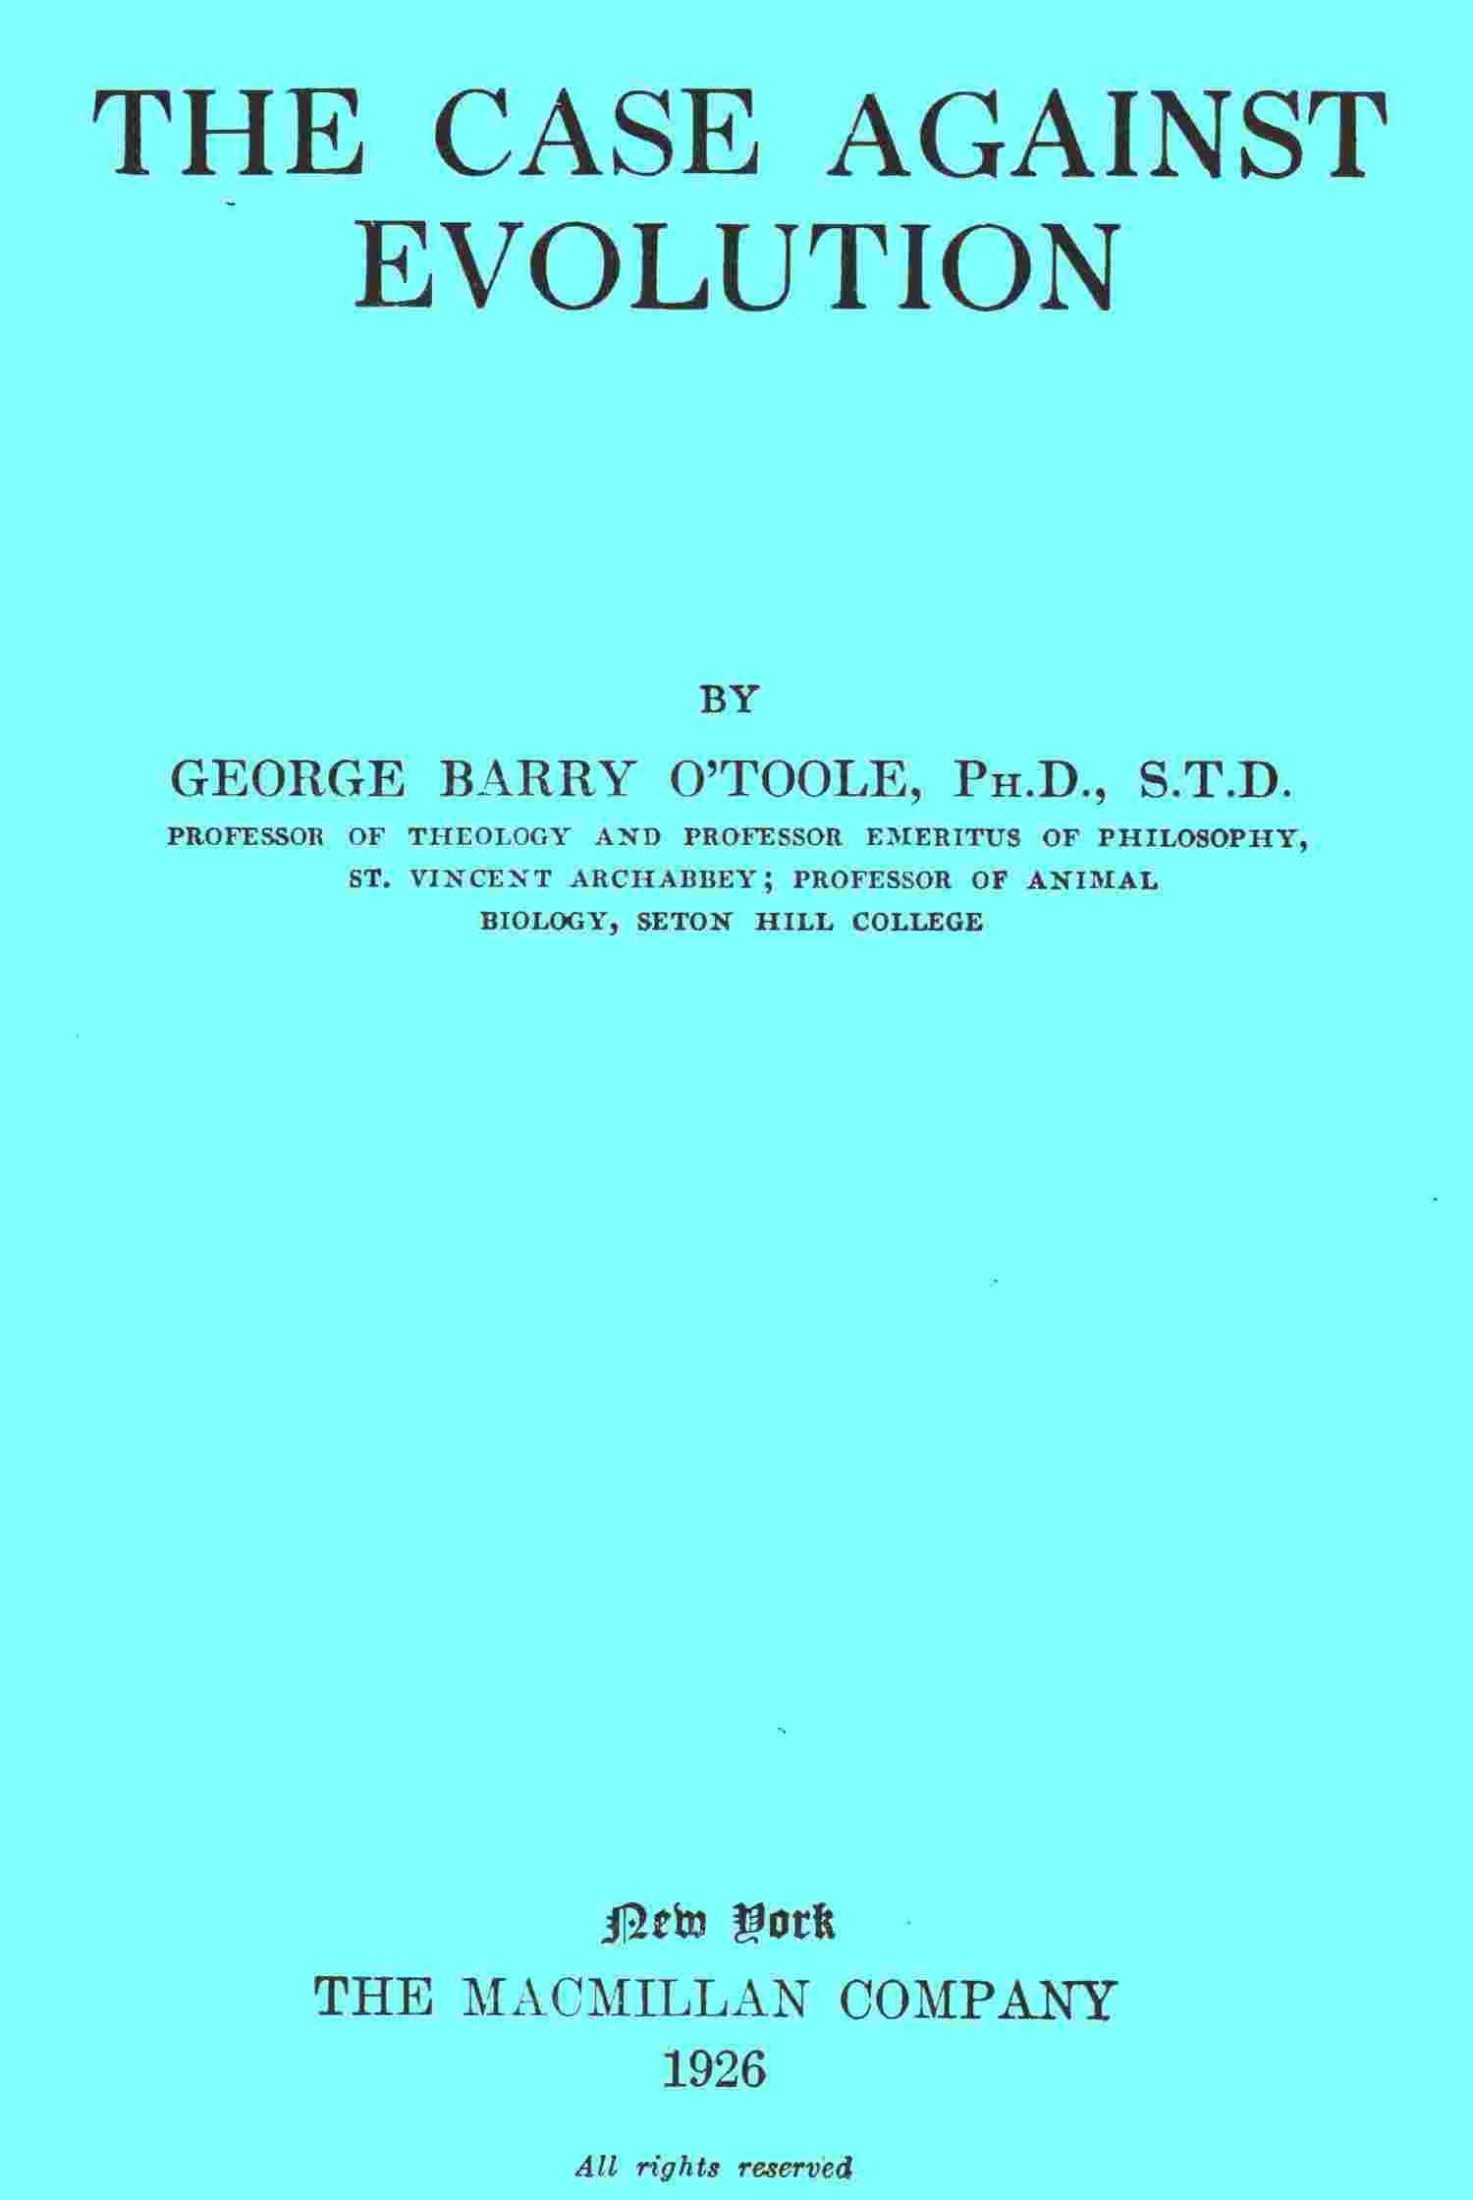 THE CASE AGAINST
EVOLUTION
BY
GEORGE BARRY O'TOOLE, PH.D., S.T.D.
PROFESSOR OF THEOLOGY AND PROFESSOR EMERITUS OF PHILOSOPHY,
ST. VINCENT ARCHABBEY; PROFESSOR OF ANIMAL
BIOLOGY, SETON HILL COLLEGE
New York
THE MACMILLAN COMPANY
1926
All rights reserved